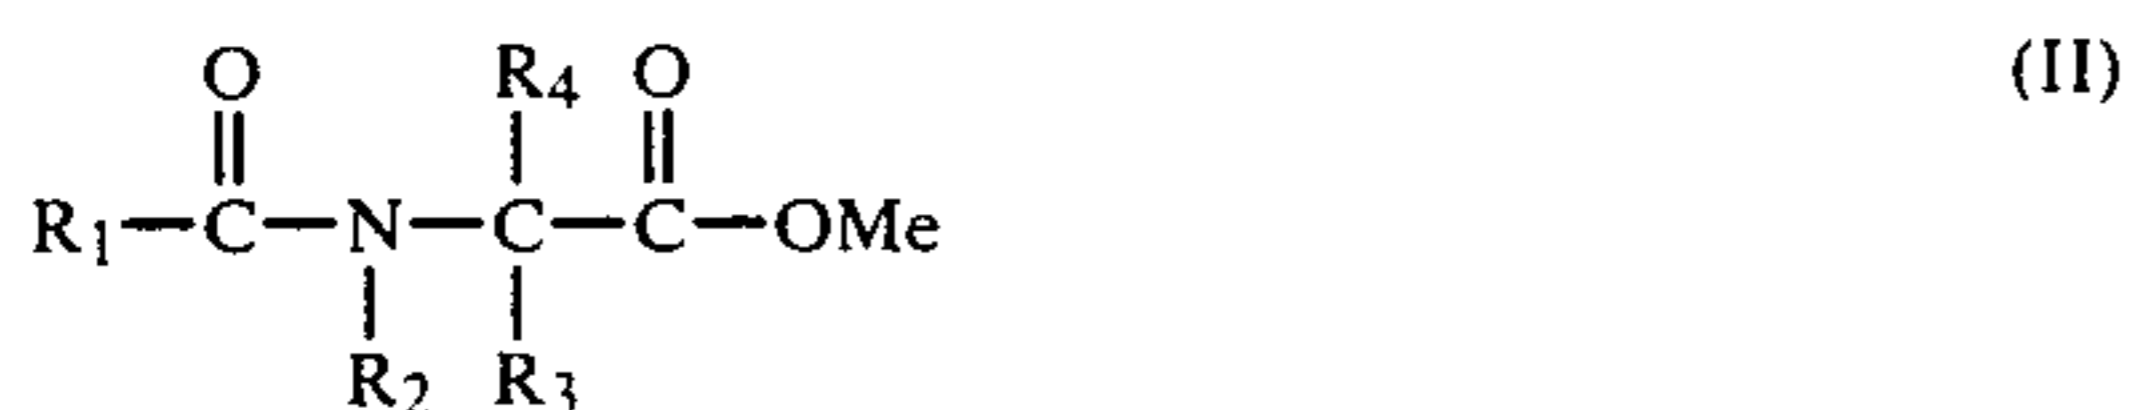 O R4 O (II)
R1—C—N—C—C—OMe
R2 R3